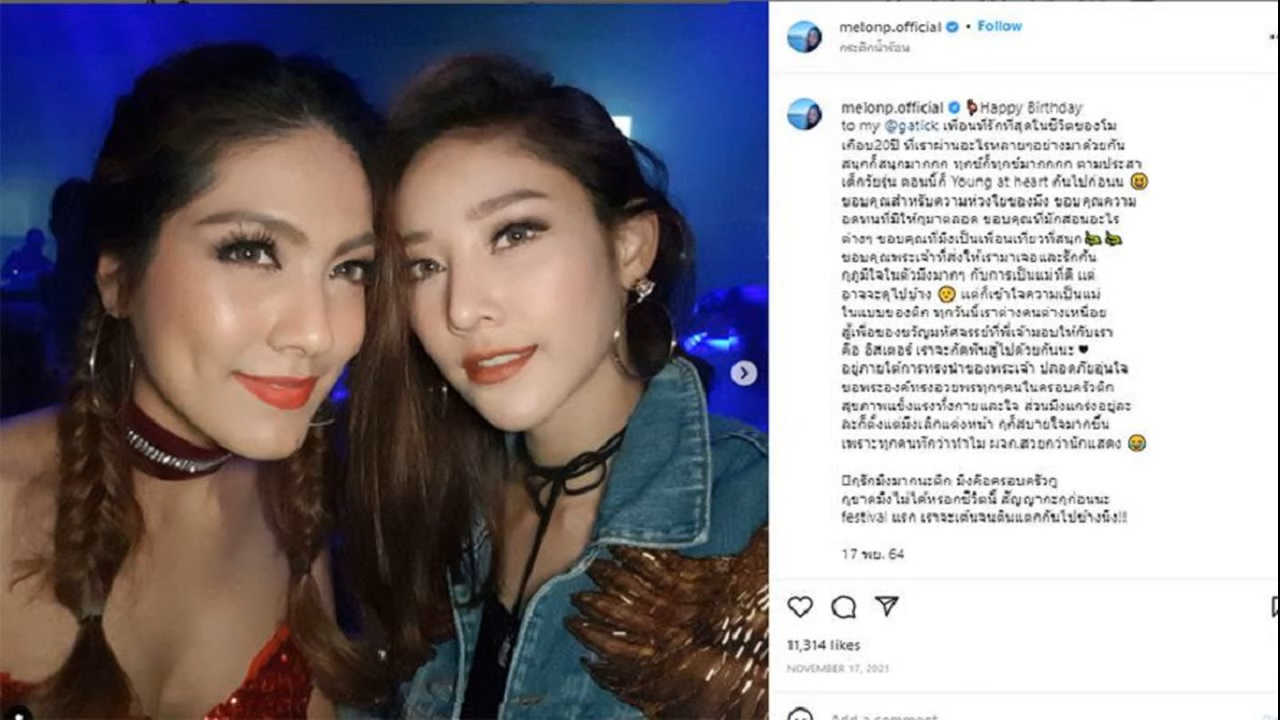 melonp.official • Follow
กระติกน้ำร้อน
melonp.official Happy Birthday
to my @gatick เพื่อนที่รักที่สุดในชีวิตของโม
เกือบ20ปี ที่เราผ่านอะไรหลายๆอย่างมาด้วยกัน
สนุกก็สนุกมากกก ทุกข์ก็ทุกข์มากกกก ตามประสา
เด็กวัยรุ่น ตอนนี้ก็ Young at heart กันไปก่อนน 😆
ขอบคุณสำหรับความห่วงใยของมึง ขอบคุณความ
อดทนที่มีให้กูมาตลอด ขอบคุณที่มักสอนอะไร
ต่างๆ ขอบคุณที่มึงเป็นเพื่อนเที่ยวที่สนุก
ขอบคุณพระเจ้าที่ส่งให้เรามาเจอและรักกัน
กูภูมิใจในตัวมึงมากๆ กับการเป็นแม่ที่ดี แต่
อาจจะดุไปบ้าง แต่ก็เข้าใจความเป็นแม่
ในแบบของติก ทุกวันนี้เราต่างคนต่างเหนื่อย
สู้เพื่อของขวัญมหัศจรรย์ที่พี่เจ้ามอบให้กับเรา
คือ อีสเตอร์ เราจะกัดฟันสู้ไปด้วยกันนะ ♥
อยู่ภายใต้การทรงนำของพระเจ้า ปลอดภัยอุ่นใจ
ขอพระองค์ทรงอวยพรทุกๆคนในครอบครัวติก
สุขภาพแข็งแรงทั้งกายและใจ ส่วนมึงแกร่งอยู่ละ
ละก็ตั้งแต่มึงเลิกแต่งหน้า กูก็สบายใจมากขึ้น
เพราะทุกคนทักว่าทำไม ผจก.สวยกว่านักแสดง 😂
กูรักมึงมากนะติก มึงคือครอบครัวกู
กูขาดมึงไม่ได้หรอกชีวิตนี้ สัญญากะกูก่อนนะ
festival แรก เราจะเต้นจนดินแตกกันไปข้างนึง!!!
17 พย. 64
11,314 likes
NOVEMBER 17, 2021
Add a comment